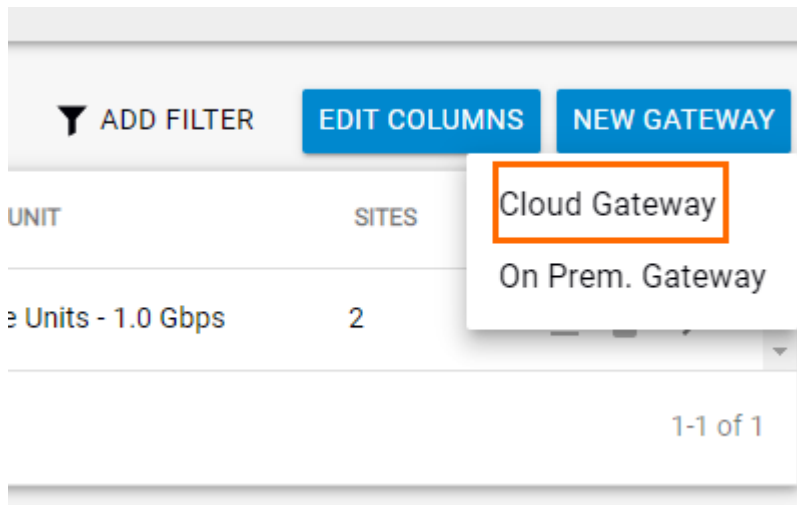 ADD FILTER
EDIT COLUMNS
NEW GATEWAY
Cloud Gateway
On Prem. Gateway
UNIT
SITES
e Units - 1.0 Gbps
2
1-1 of 1